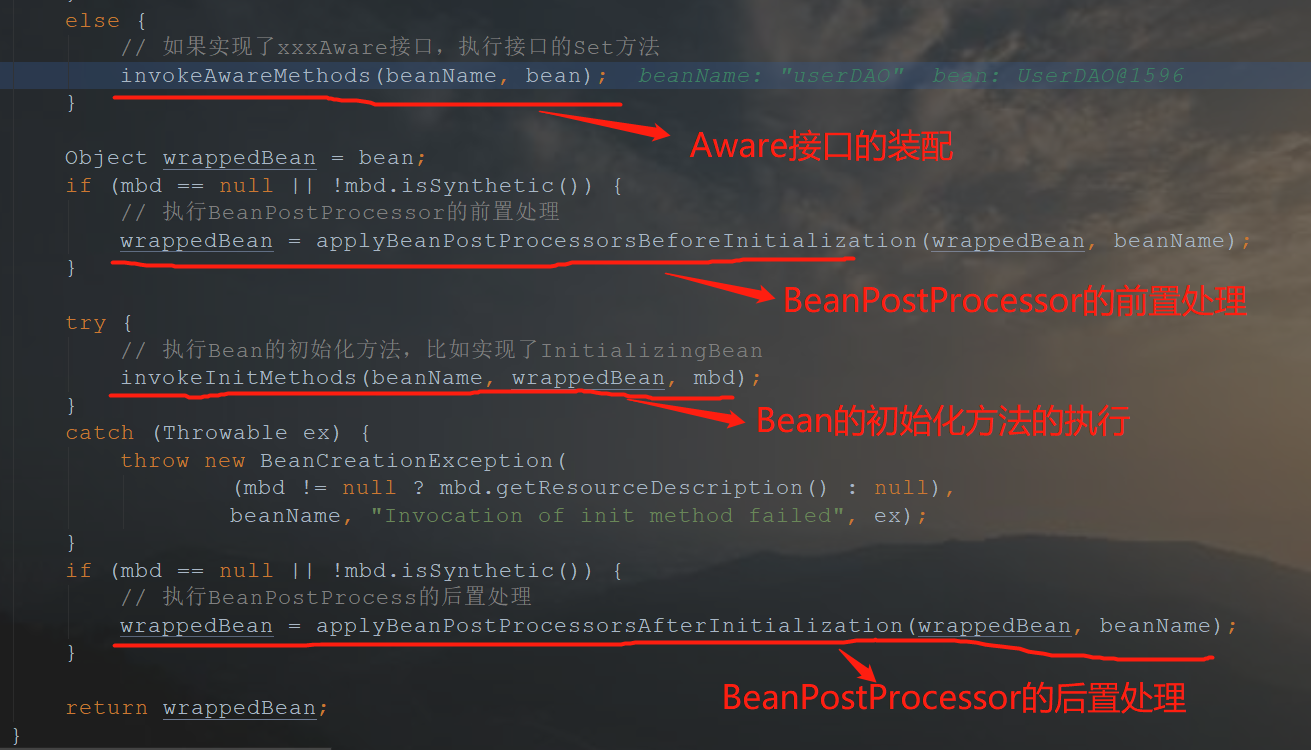 else {
// 如果实现了xxxAware接口，执行接口的Set方法
invokeAwareMethods(beanName, bean); beanName: "userDAO" bean: UserDAO@1596
}
Aware接口的装配
Object wrappedBean = bean;
if (mbd == null || !mbd.isSynthetic()) {
// 执行BeanPostProcessor的前置处理
wrappedBean = applyBeanPostProcessorsBeforeInitialization(wrappedBean, beanName);
}
BeanPostProcessor的前置处理
try {
// 执行Bean的初始化方法，比如实现了InitializingBean
invokeInitMethods(beanName, wrappedBean, mbd);
}
Bean的初始化方法的执行
catch (Throwable ex) {
throw new BeanCreationException(
(mbd != null ? mbd.getResourceDescription() : null),
beanName, "Invocation of init method failed", ex);
}
if (mbd == null || !mbd.isSynthetic()) {
// 执行BeanPostProcess的后置处理
wrappedBean = applyBeanPostProcessorsAfterInitialization(wrappedBean, beanName);
}
BeanPostProcessor的后置处理
return wrappedBean;
}